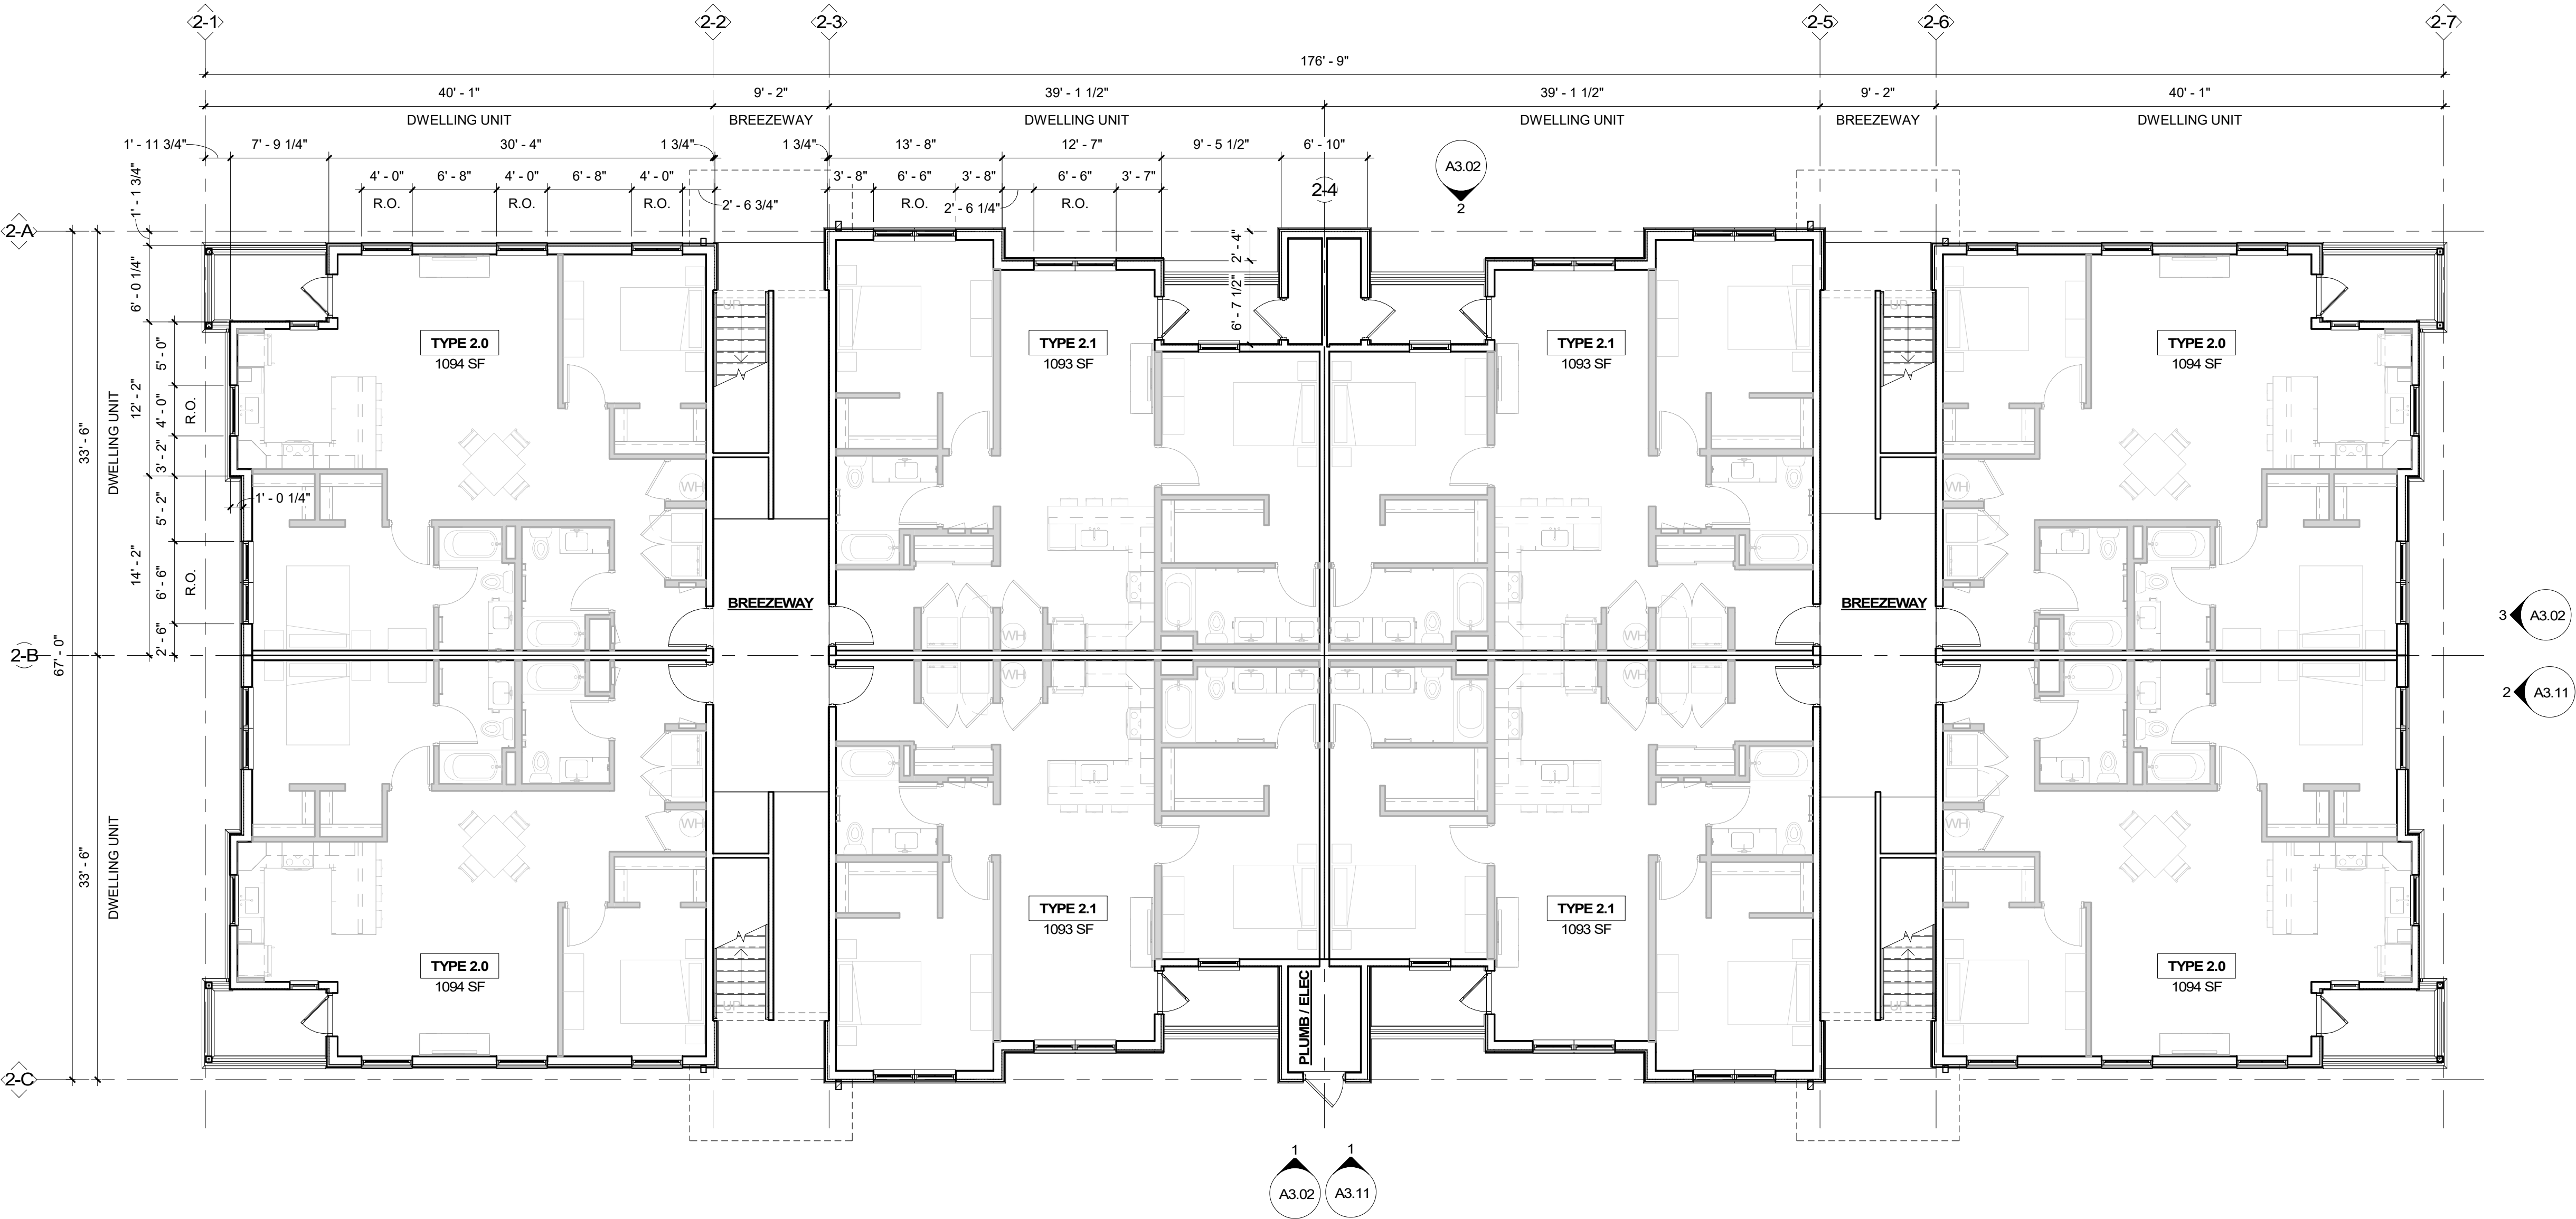 2-1 2-2 2-3 2-5 2-6 2-7
176' - 9"
40' - 1" 9' - 2" 39' - 1 1/2" 39' - 1 1/2" 9' - 2" 40' - 1"
DWELLING UNIT BREEZEWAY DWELLING UNIT DWELLING UNIT BREEZEWAY DWELLING UNIT
1' - 11 3/4" 7' - 9 1/4" 30' - 4" 1 3/4" 1 3/4" 13' - 8" 12' - 7" 9' - 5 1/2" 6' - 10"
A3.02
2
4' - 0" 6' - 8" 4' - 0" 6' - 8" 4' - 0" 3' - 8" 6' - 6" 3' - 8" 6' - 6" 3' - 7"
2-4
R.O. R.O. R.O. 2' - 6 3/4" R.O. 2' - 6 1/4" R.O.
1' - 1 3/4"
2-A
6' - 0 1/4"
2' - 4"
6' - 7 1/2"
UP UP
TYPE 2.0 TYPE 2.1 TYPE 2.1 TYPE 2.0
1094 SF 1093 SF 1093 SF 1094 SF
5' - 0"
12' - 2"
4' - 0"
R.O.
3' - 2"
33' - 6"
DWELLING UNIT
WH WH
1' - 0 1/4"
5' - 2"
14' - 2"
6' - 6"
R.O.
2' - 6"
BREEZEWAY BREEZEWAY
3 A3.02
WH WH
2-B
67' - 0"
WH WH
2 A3.11
WH WH
33' - 6"
DWELLING UNIT
TYPE 2.1 TYPE 2.1
1093 SF 1093 SF
TYPE 2.0 TYPE 2.0
1094 SF 1094 SF
UP UP
PLUMB / ELEC
2-C
1 1
A3.02 A3.11